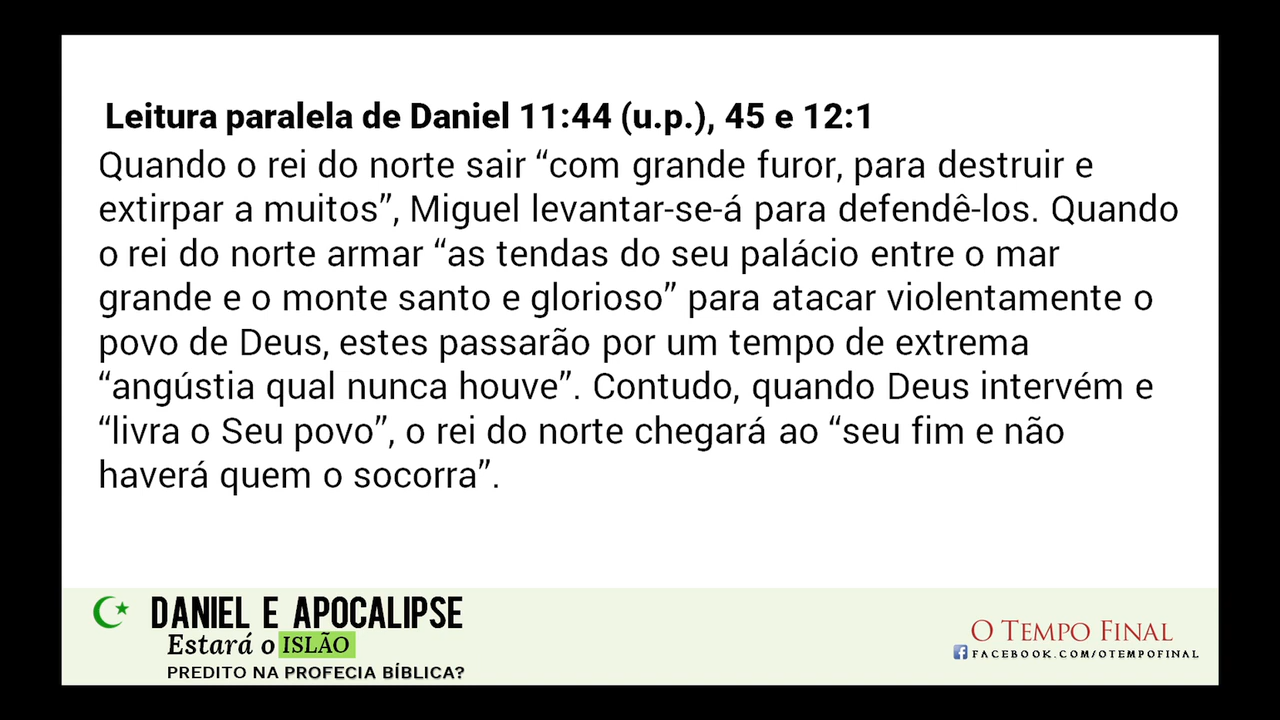 Leitura paralela de Daniel 11:44 (u.p.), 45 e 12:1
Quando o rei do norte sair “com grande furor, para destruir e
extirpar a muitos”, Miguel levantar-se-á para defendê-los. Quando
o rei do norte armar “as tendas do seu palácio entre o mar
grande e o monte santo e glorioso” para atacar violentamente o
povo de Deus, estes passarão por um tempo de extrema
“angústia qual nunca houve”. Contudo, quando Deus intervém e
“livra o Seu povo”, o rei do norte chegará ao “seu fim e não
haverá quem o socorra”.
DANIEL E APOCALIPSE
Estará o ISLÃO
PREDITO NA PROFECIA BÍBLICA?
O TEMPO FINAL
FACEBOOK.COM/OTEMPOFINAL